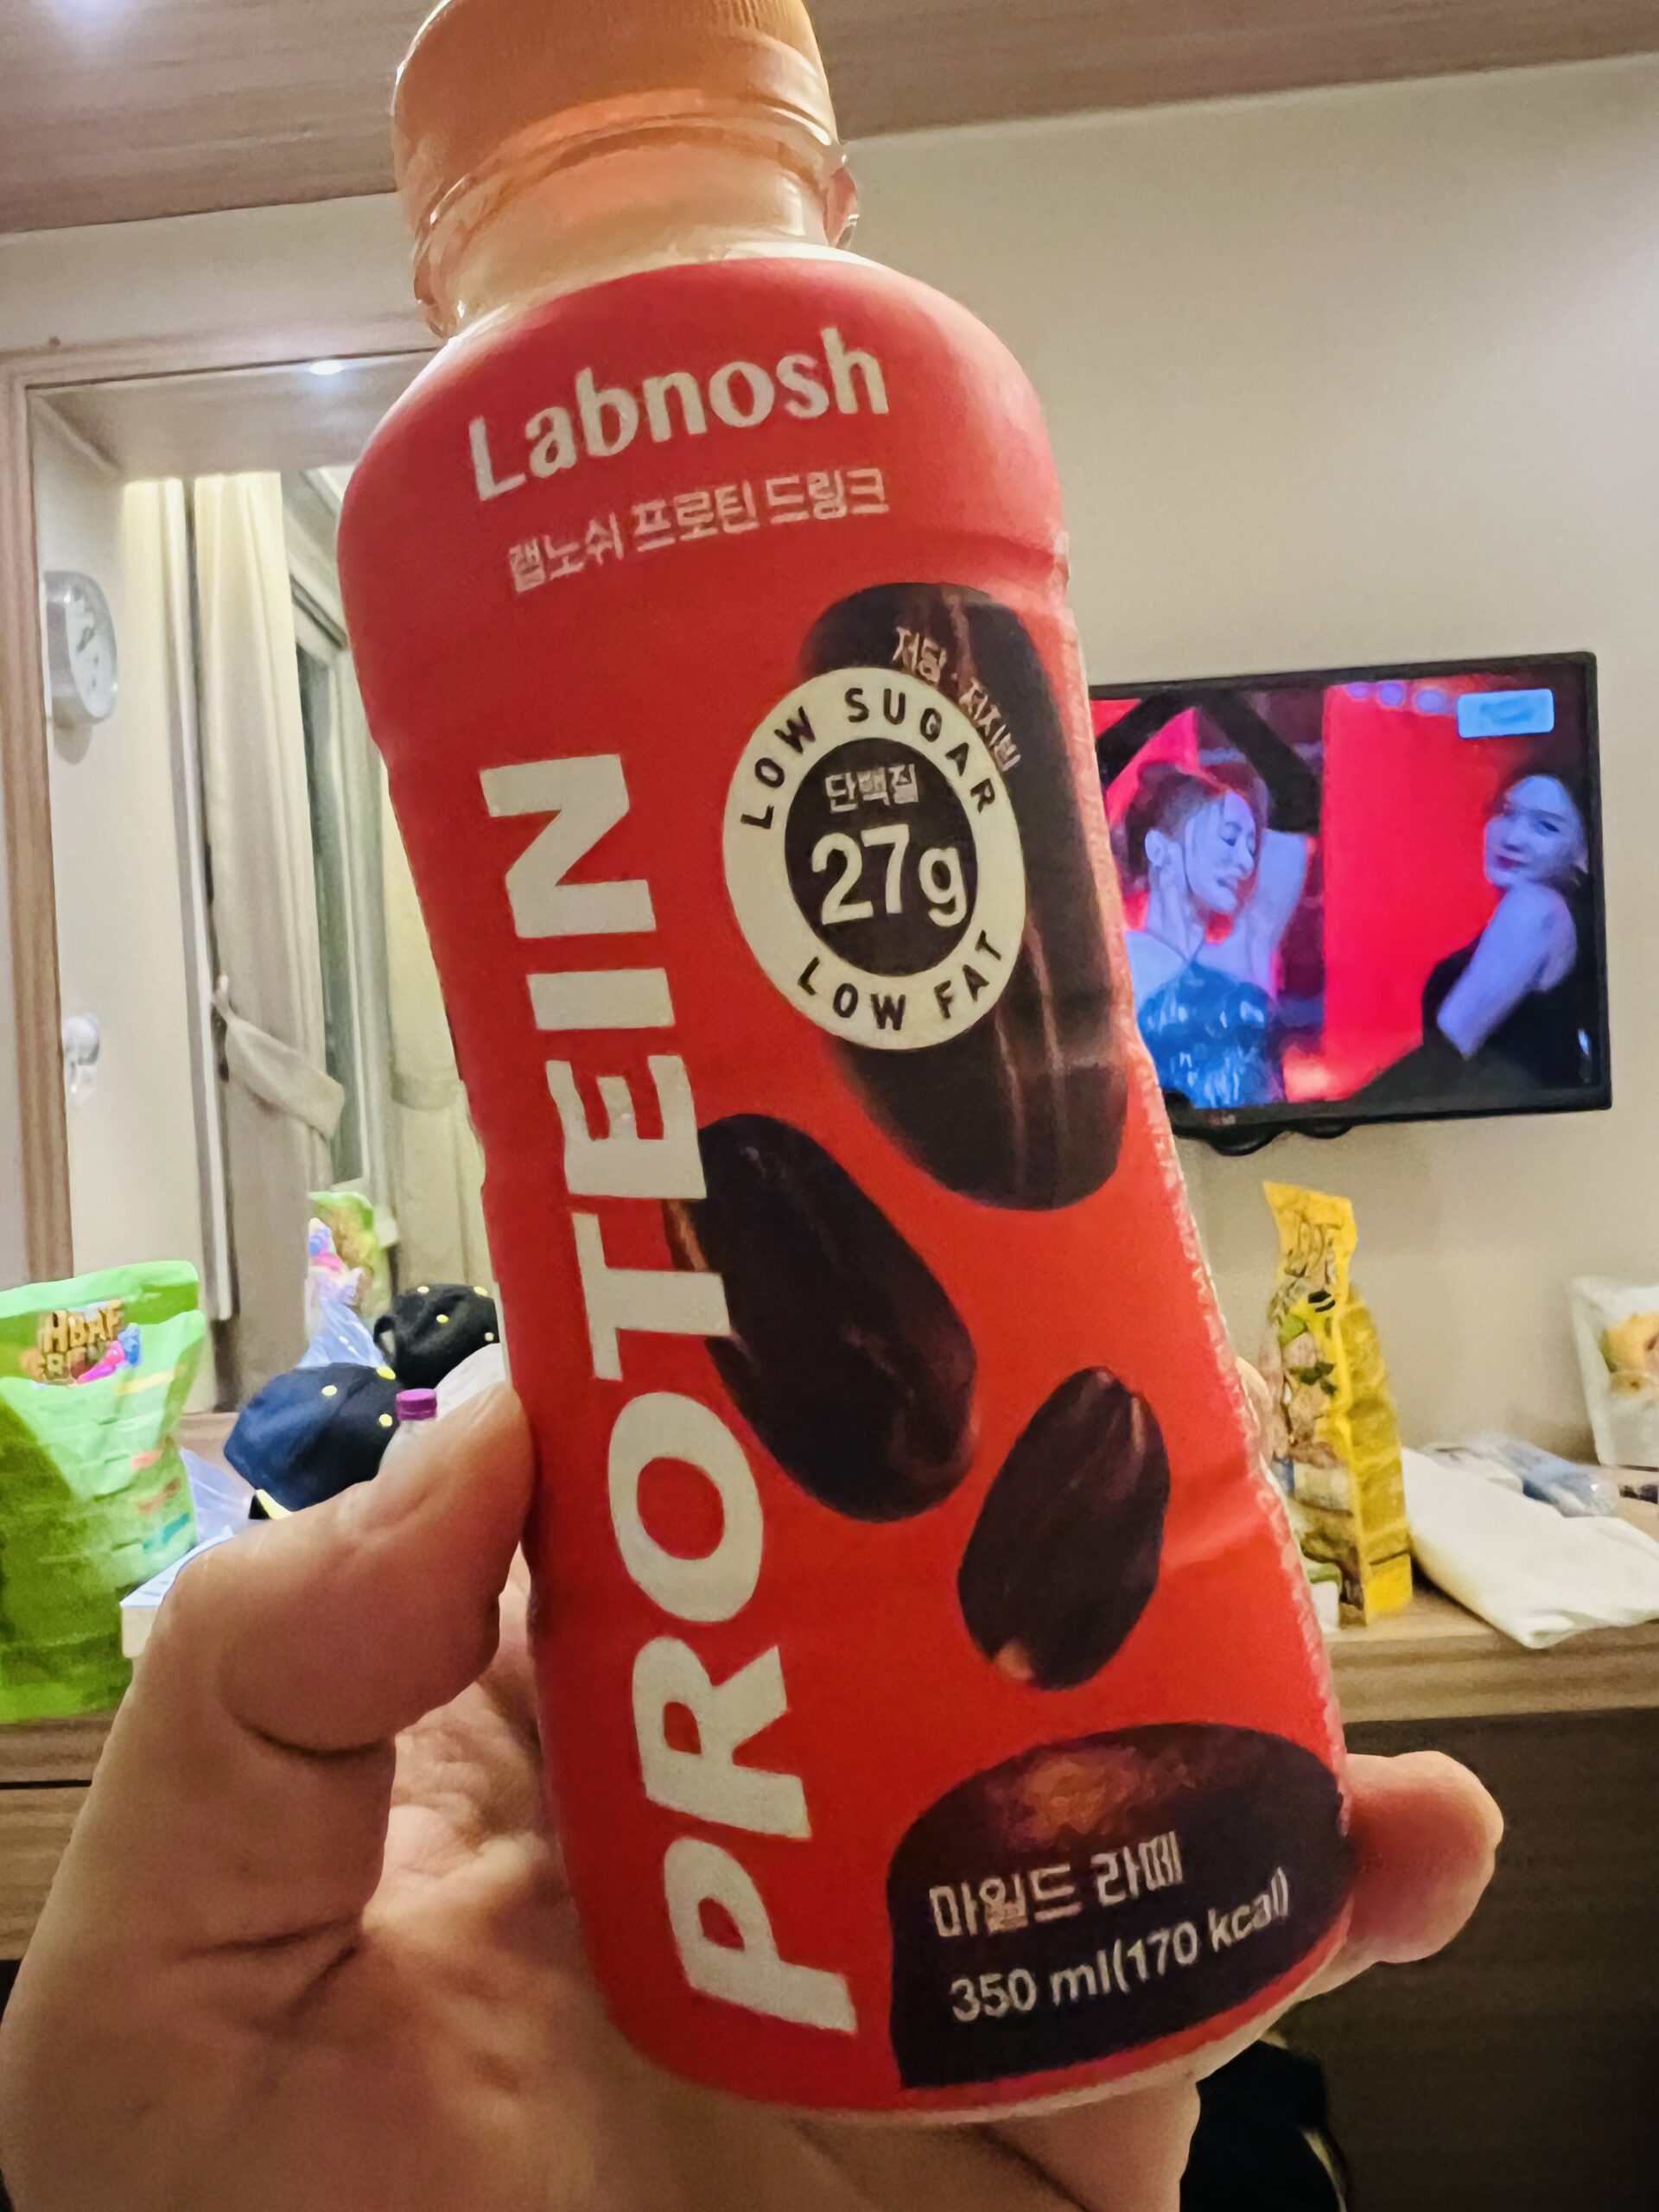 Labnosh
랩노쉬 프로틴 드링크
저당 · 저지방
LOW SUGAR
단백질
27g
LOW FAT
PROTEIN
마일드 라떼
350 ml(170 kcal)
HBAF